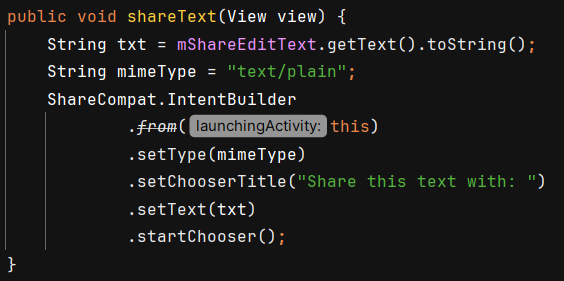 public void shareText(View view) {
String txt = mShareEditText.getText().toString();
String mimeType = "text/plain";
ShareCompat.IntentBuilder
.from( launchingActivity: this)
.setType(mimeType)
.setChooserTitle("Share this text with: ")
.setText(txt)
.startChooser();
}